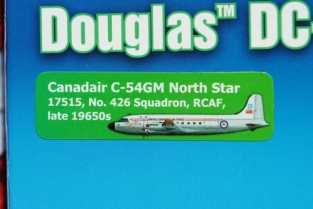 Douglas™ DC-
Canadair C-54GM North Star
17515, No. 426 Squadron, RCAF,
late 19650s